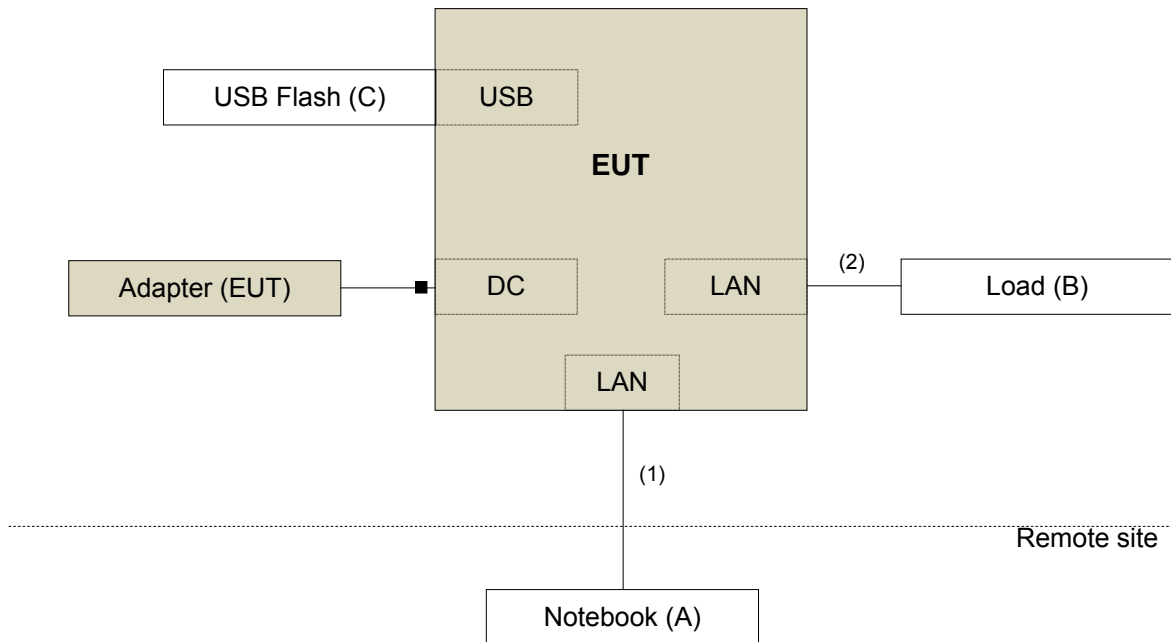 USB Flash (C)
USB
EUT
Adapter (EUT)
DC
LAN
(2)
Load (B)
LAN
(1)
Remote site
Notebook (A)